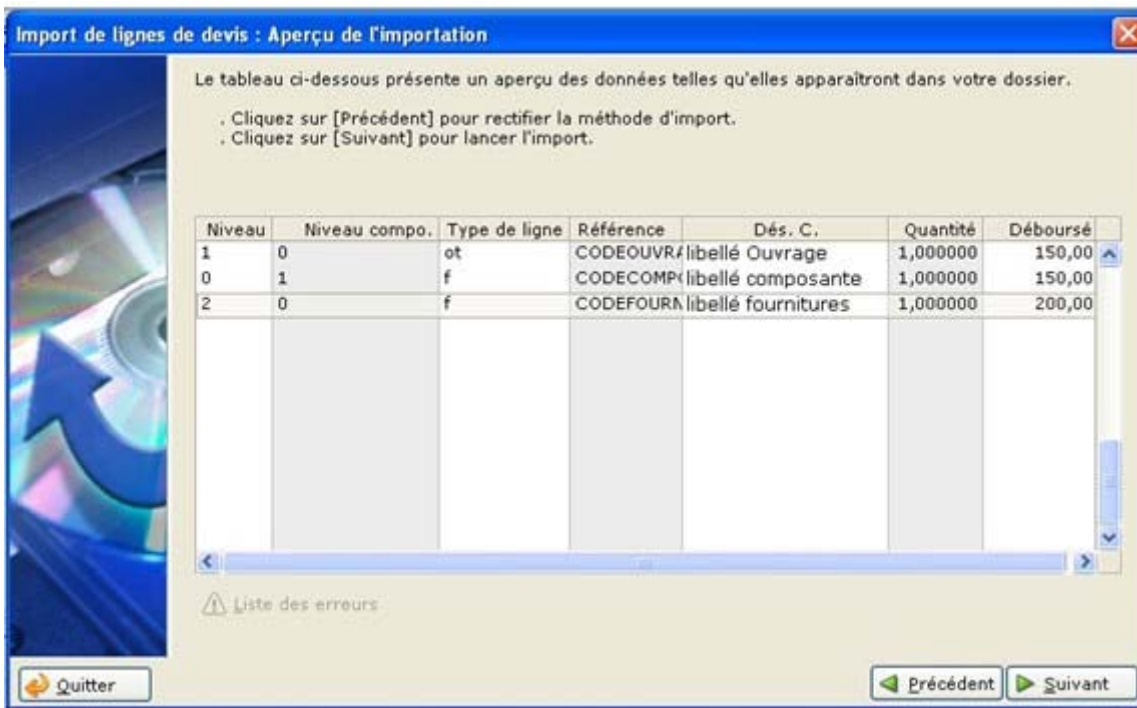 Import de lignes de devis : Aperçu de l'importation
Le tableau ci-dessous présente un aperçu des données telles qu'elles apparaîtront dans votre dossier.
. Cliquez sur [Précédent] pour rectifier la méthode d'import.
. Cliquez sur [Suivant] pour lancer l'import.
Niveau Niveau compo. Type de ligne Référence Dés. C. Quantité Déboursé
1 0 ot CODEOUVRA libellé Ouvrage 1,000000 150,00
0 1 f CODECOMP libellé composante 1,000000 150,00
2 0 f CODEFOURN libellé fournitures 1,000000 200,00
Liste des erreurs
Quitter
Précédent
Suivant